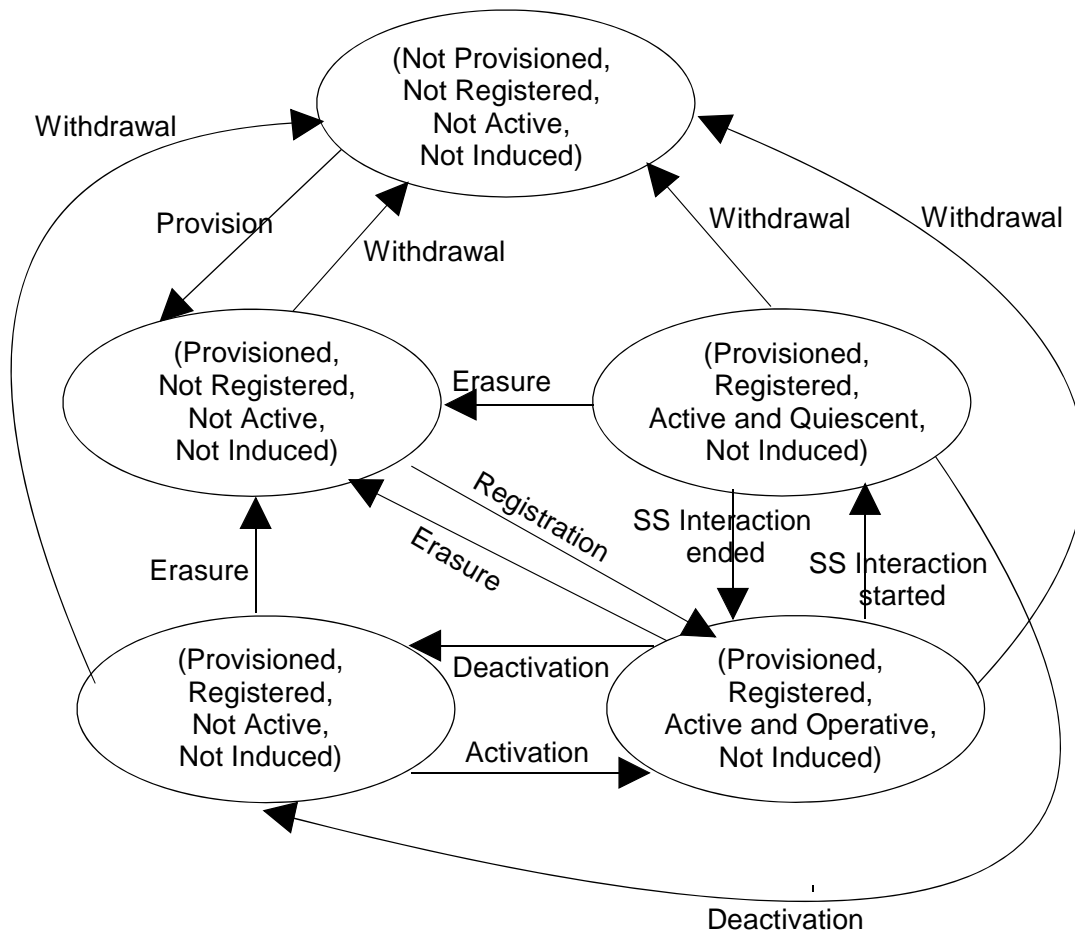 (Not Provisioned,
Not Registered,
Not Active,
Not Induced)
Withdrawal
Provision
Withdrawal
Withdrawal
Withdrawal
(Provisioned,
Not Registered,
Not Active,
Not Induced)
Erasure
(Provisioned,
Registered,
Active and Quiescent,
Not Induced)
Registration
Erasure
SS Interaction
ended
SS Interaction
started
Erasure
(Provisioned,
Registered,
Not Active,
Not Induced)
Deactivation
Activation
(Provisioned,
Registered,
Active and Operative,
Not Induced)
Deactivation